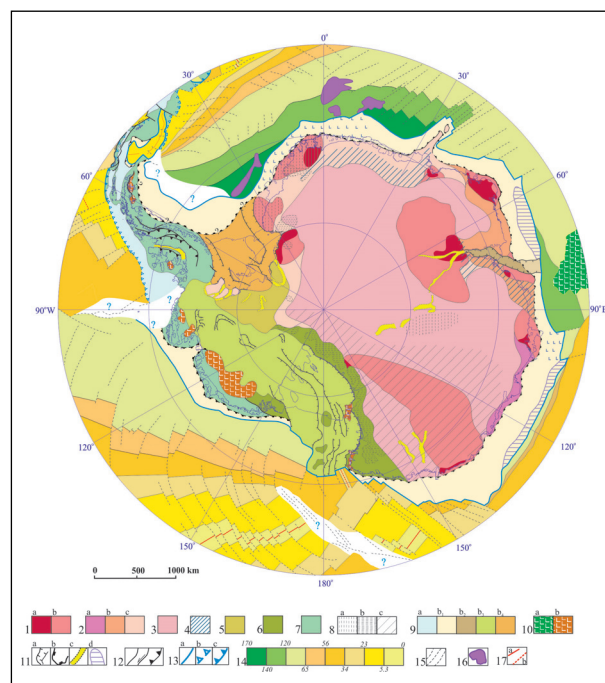 0°
30° 30°
60° 60°
? ?
90°W ? ? 90°E
120° 120°
?
150° ? 150°
180°
0 500 1000 km
a b a b c a b c a b₁ b₂ b₃ b₄ a b
1 2 3 4 5 6 7 8 9 10
a b c d a b c 170 120 56 23 0 a b a
11 12 13 14 15 16 17 b
140 65 34 5.3